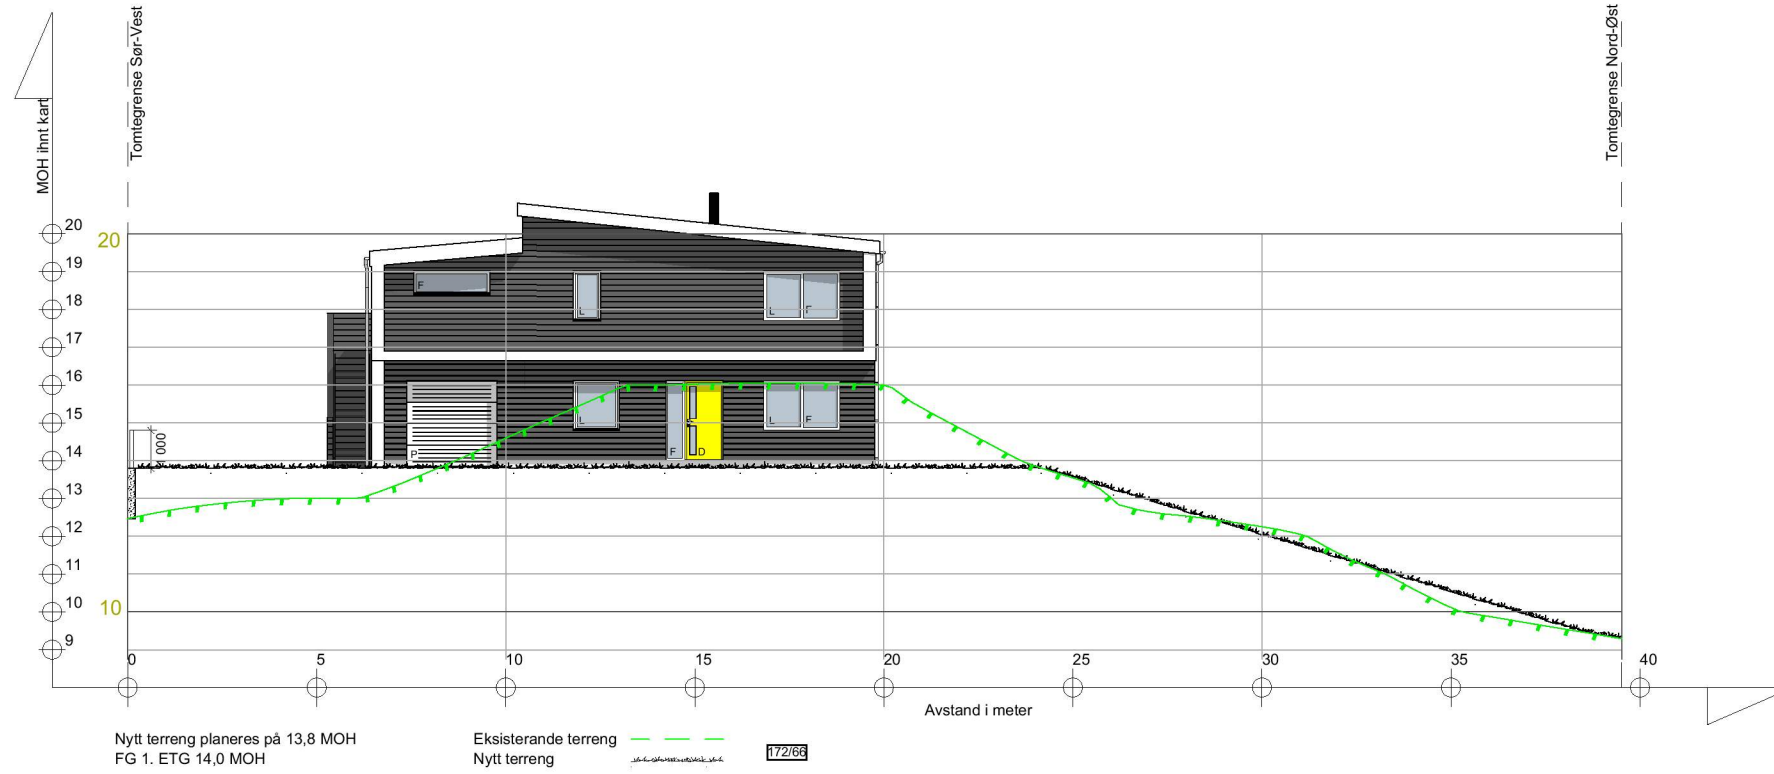 Tomtegrense Sør-Vest
Tomtegrense Nord-Øst
MOH ihht kart
20
19
18
17
16
15
14
13
12
11
10
9
20
10
F
L
L F
P
L
F D
L F
1 000
0 5 10 15 20 25 30 35 40
Avstand i meter
Nytt terreng planeres på 13,8 MOH
FG 1. ETG 14,0 MOH
Eksisterande terreng
Nytt terreng
172/66